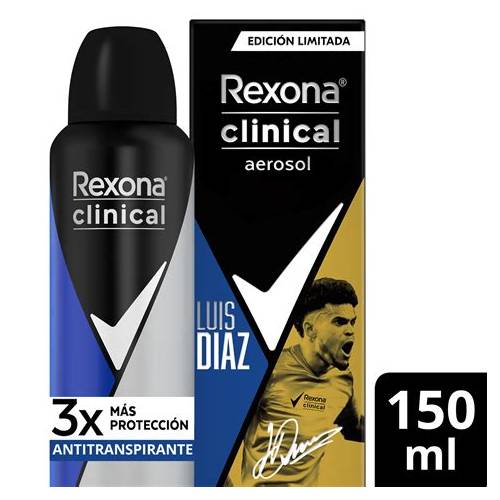 Rexona
clinical
3x
MÁS
PROTECCIÓN
ANTITRANSPIRANTE
EDICIÓN LIMITADA
Rexona®
clinical
aerosol
LUIS
DIAZ
Rexona
clinical
150
ml